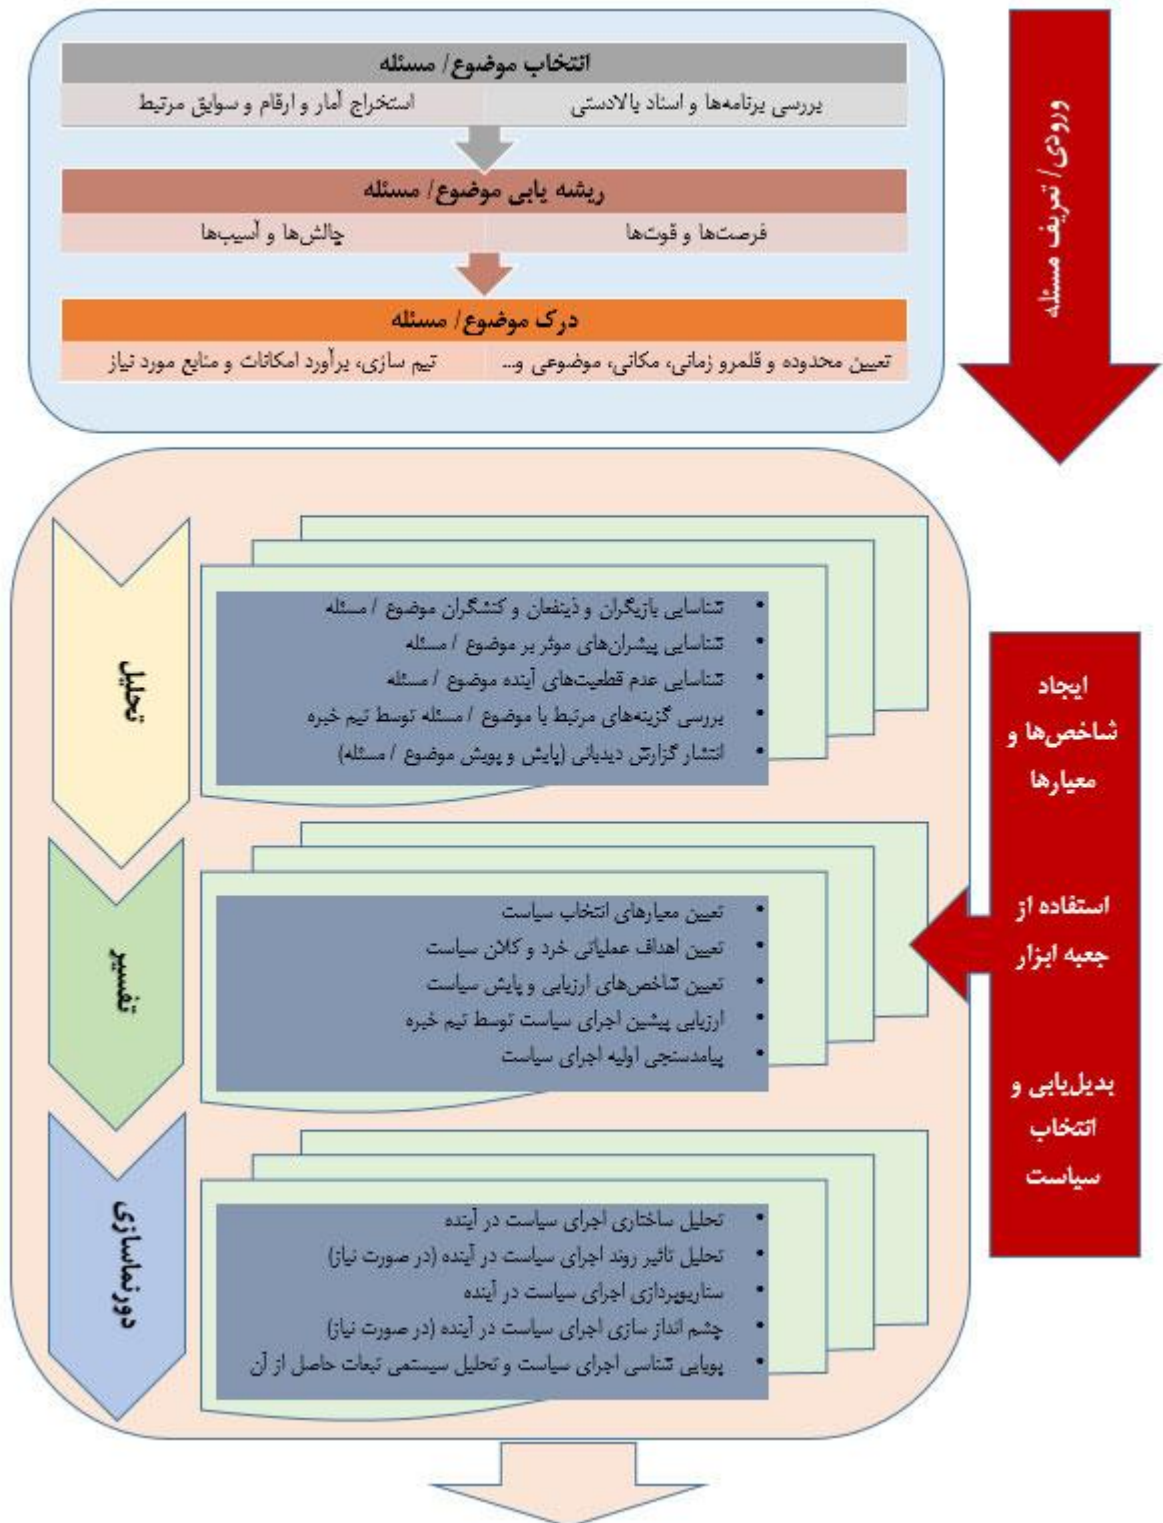 انتخاب موضوع/ مسئله
بررسی برنامه‌ها و اسناد بالادستی
استخراج آمار و ارقام و سوابق مرتبط
ریشه یابی موضوع/ مسئله
فرصت‌ها و قوت‌ها
چالش‌ها و آسیب‌ها
درک موضوع/ مسئله
تعیین محدوده و قلمرو زمانی، مکانی، موضوعی و...
تیم سازی، برآورد امکانات و منابع مورد نیاز
ورودی/ تعریف مسئله
تحلیل
• شناسایی بازیگران و ذینفعان و کنشگران موضوع / مسئله
• شناسایی پیشران‌های موثر بر موضوع / مسئله
• شناسایی عدم قطعیت‌های آینده موضوع / مسئله
• بررسی گزینه‌های مرتبط با موضوع / مسئله توسط تیم خبره
• انتشار گزارش دیدبانی (پایش و پویش موضوع / مسئله)
تفسیر
• تعیین معیارهای انتخاب سیاست
• تعیین اهداف عملیاتی خرد و کلان سیاست
• تعیین شاخص‌های ارزیابی و پایش سیاست
• ارزیابی پیشین اجرای سیاست توسط تیم خبره
• پیامدسنجی اولیه اجرای سیاست
دورنماسازی
• تحلیل ساختاری اجرای سیاست در آینده
• تحلیل تاثیر روند اجرای سیاست در آینده (در صورت نیاز)
• سناریوپردازی اجرای سیاست در آینده
• چشم انداز سازی اجرای سیاست در آینده (در صورت نیاز)
• پویایی شناسی اجرای سیاست و تحلیل سیستمی تبعات حاصل از آن
ایجاد
شاخص‌ها و
معیارها
استفاده از
جعبه ابزار
بدیل‌یابی و
انتخاب
سیاست